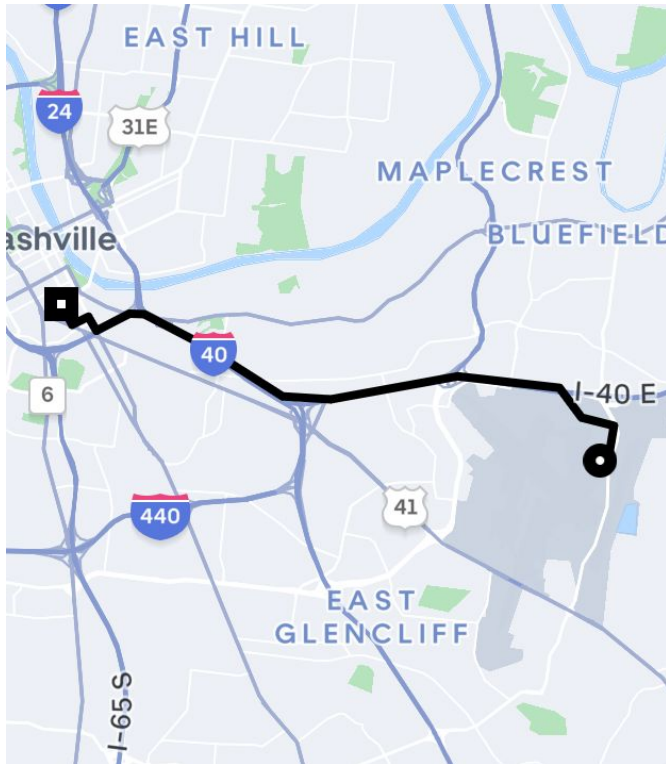 EAST HILL
24
31E
MAPLECREST
ashville
BLUEFIELD
40
I-40 E
6
41
440
EAST
GLENCLIFF
I-65 S